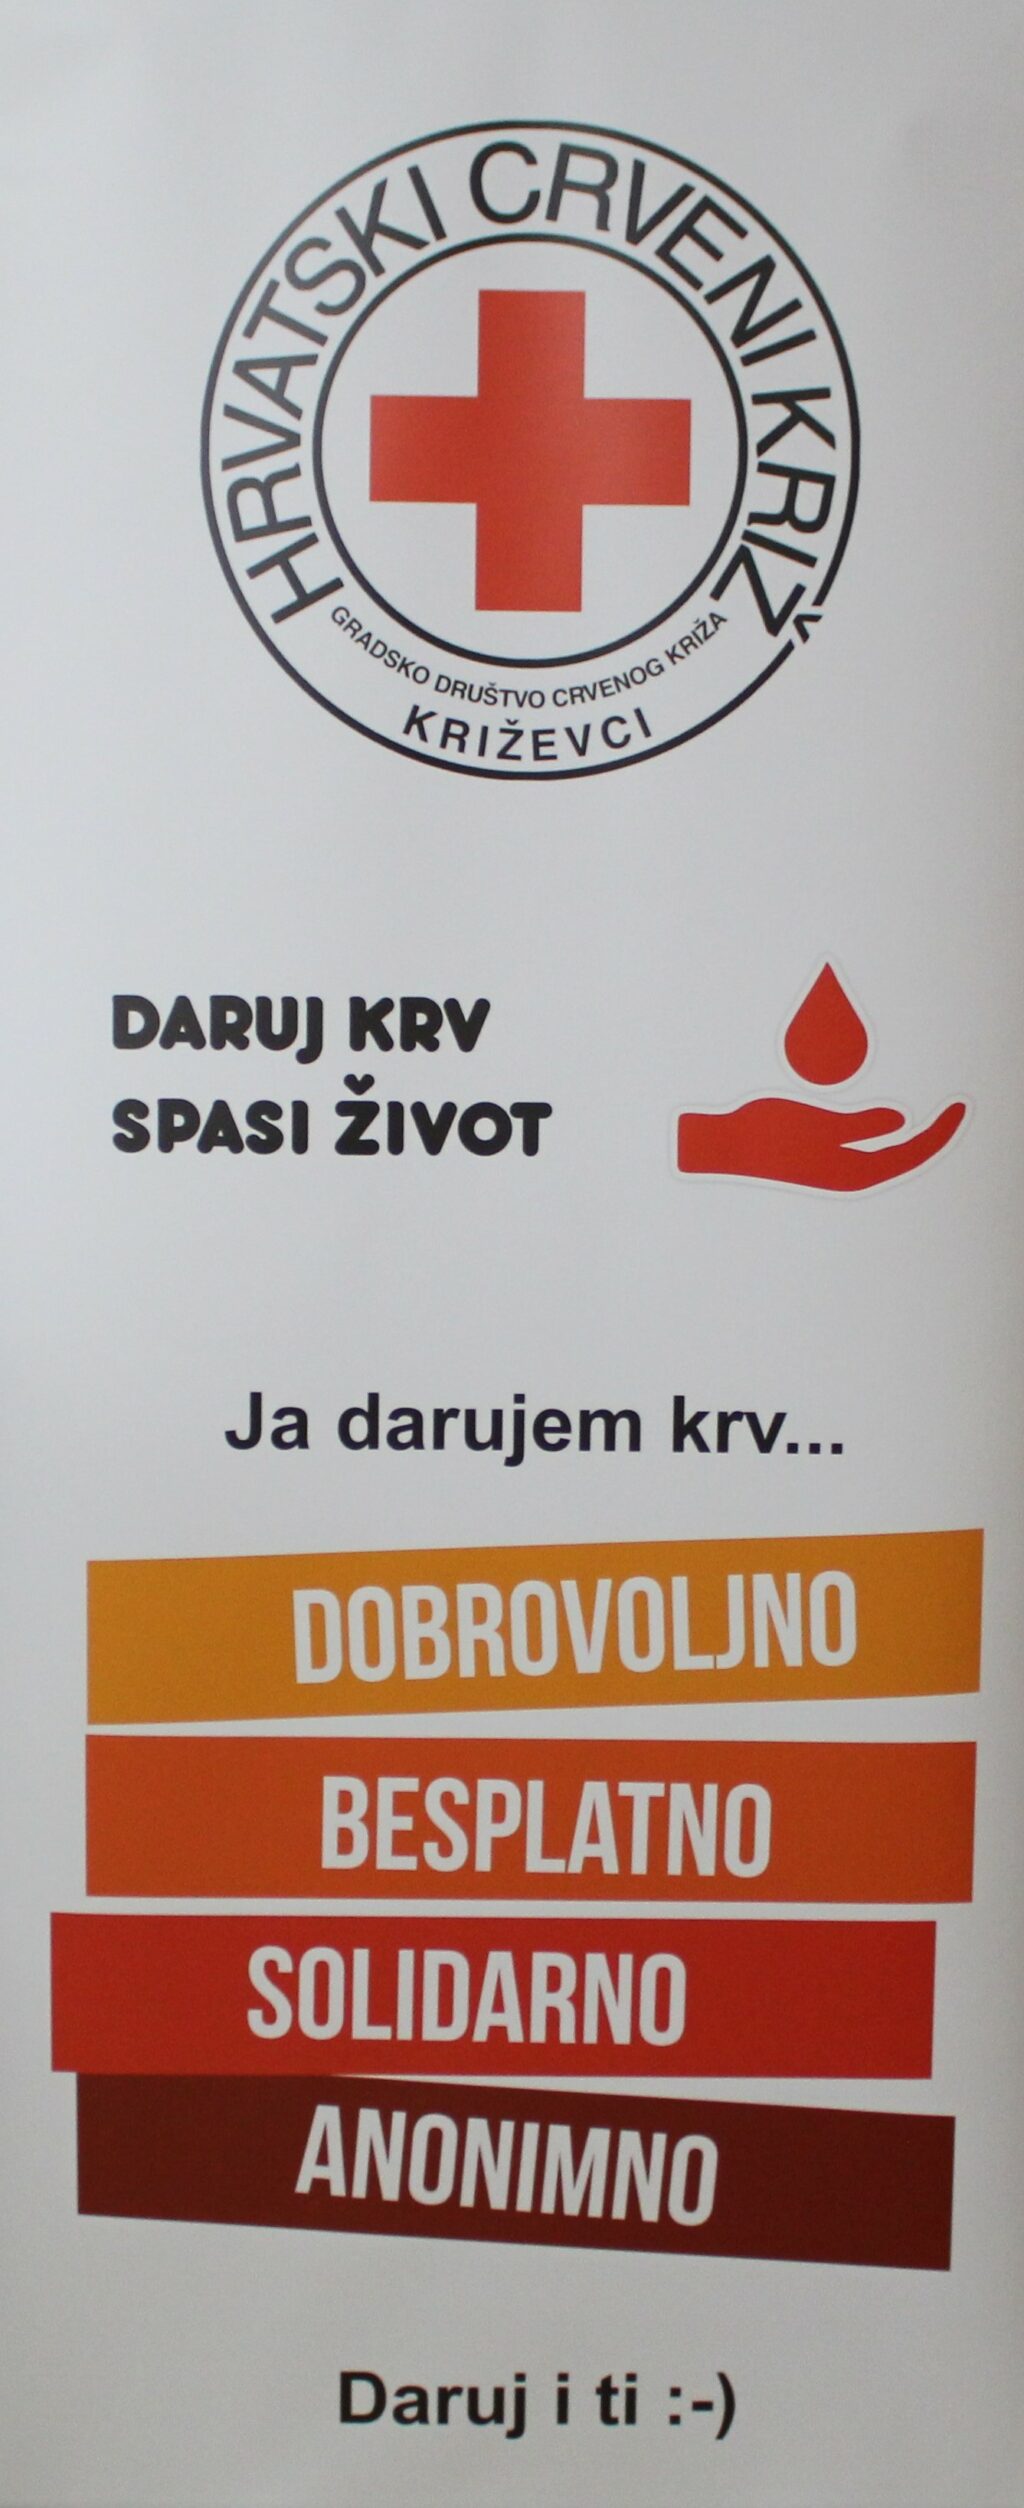 HRVATSKI CRVENI KRIŽ
GRADSKO DRUŠTVO CRVENOG KRIŽA
KRIŽEVCI
DARUJ KRV
SPASI ŽIVOT
Ja darujem krv...
DOBROVOLJNO
BESPLATNO
SOLIDARNO
ANONIMNO
Daruj i ti :-)